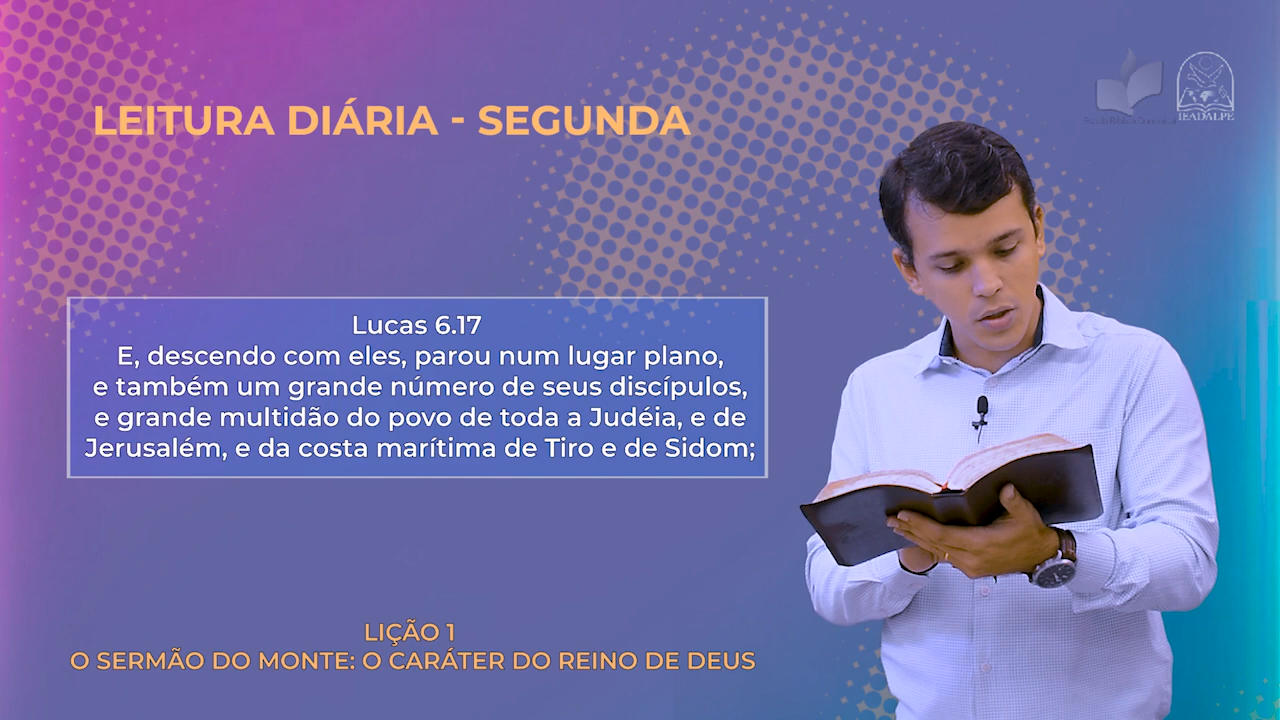 LEITURA DIÁRIA - SEGUNDA
IEADALPE
Lucas 6.17
E, descendo com eles, parou num lugar plano,
e também um grande número de seus discípulos,
e grande multidão do povo de toda a Judéia, e de
Jerusalém, e da costa marítima de Tiro e de Sidom;
LIÇÃO 1
O SERMÃO DO MONTE: O CARÁTER DO REINO DE DEUS